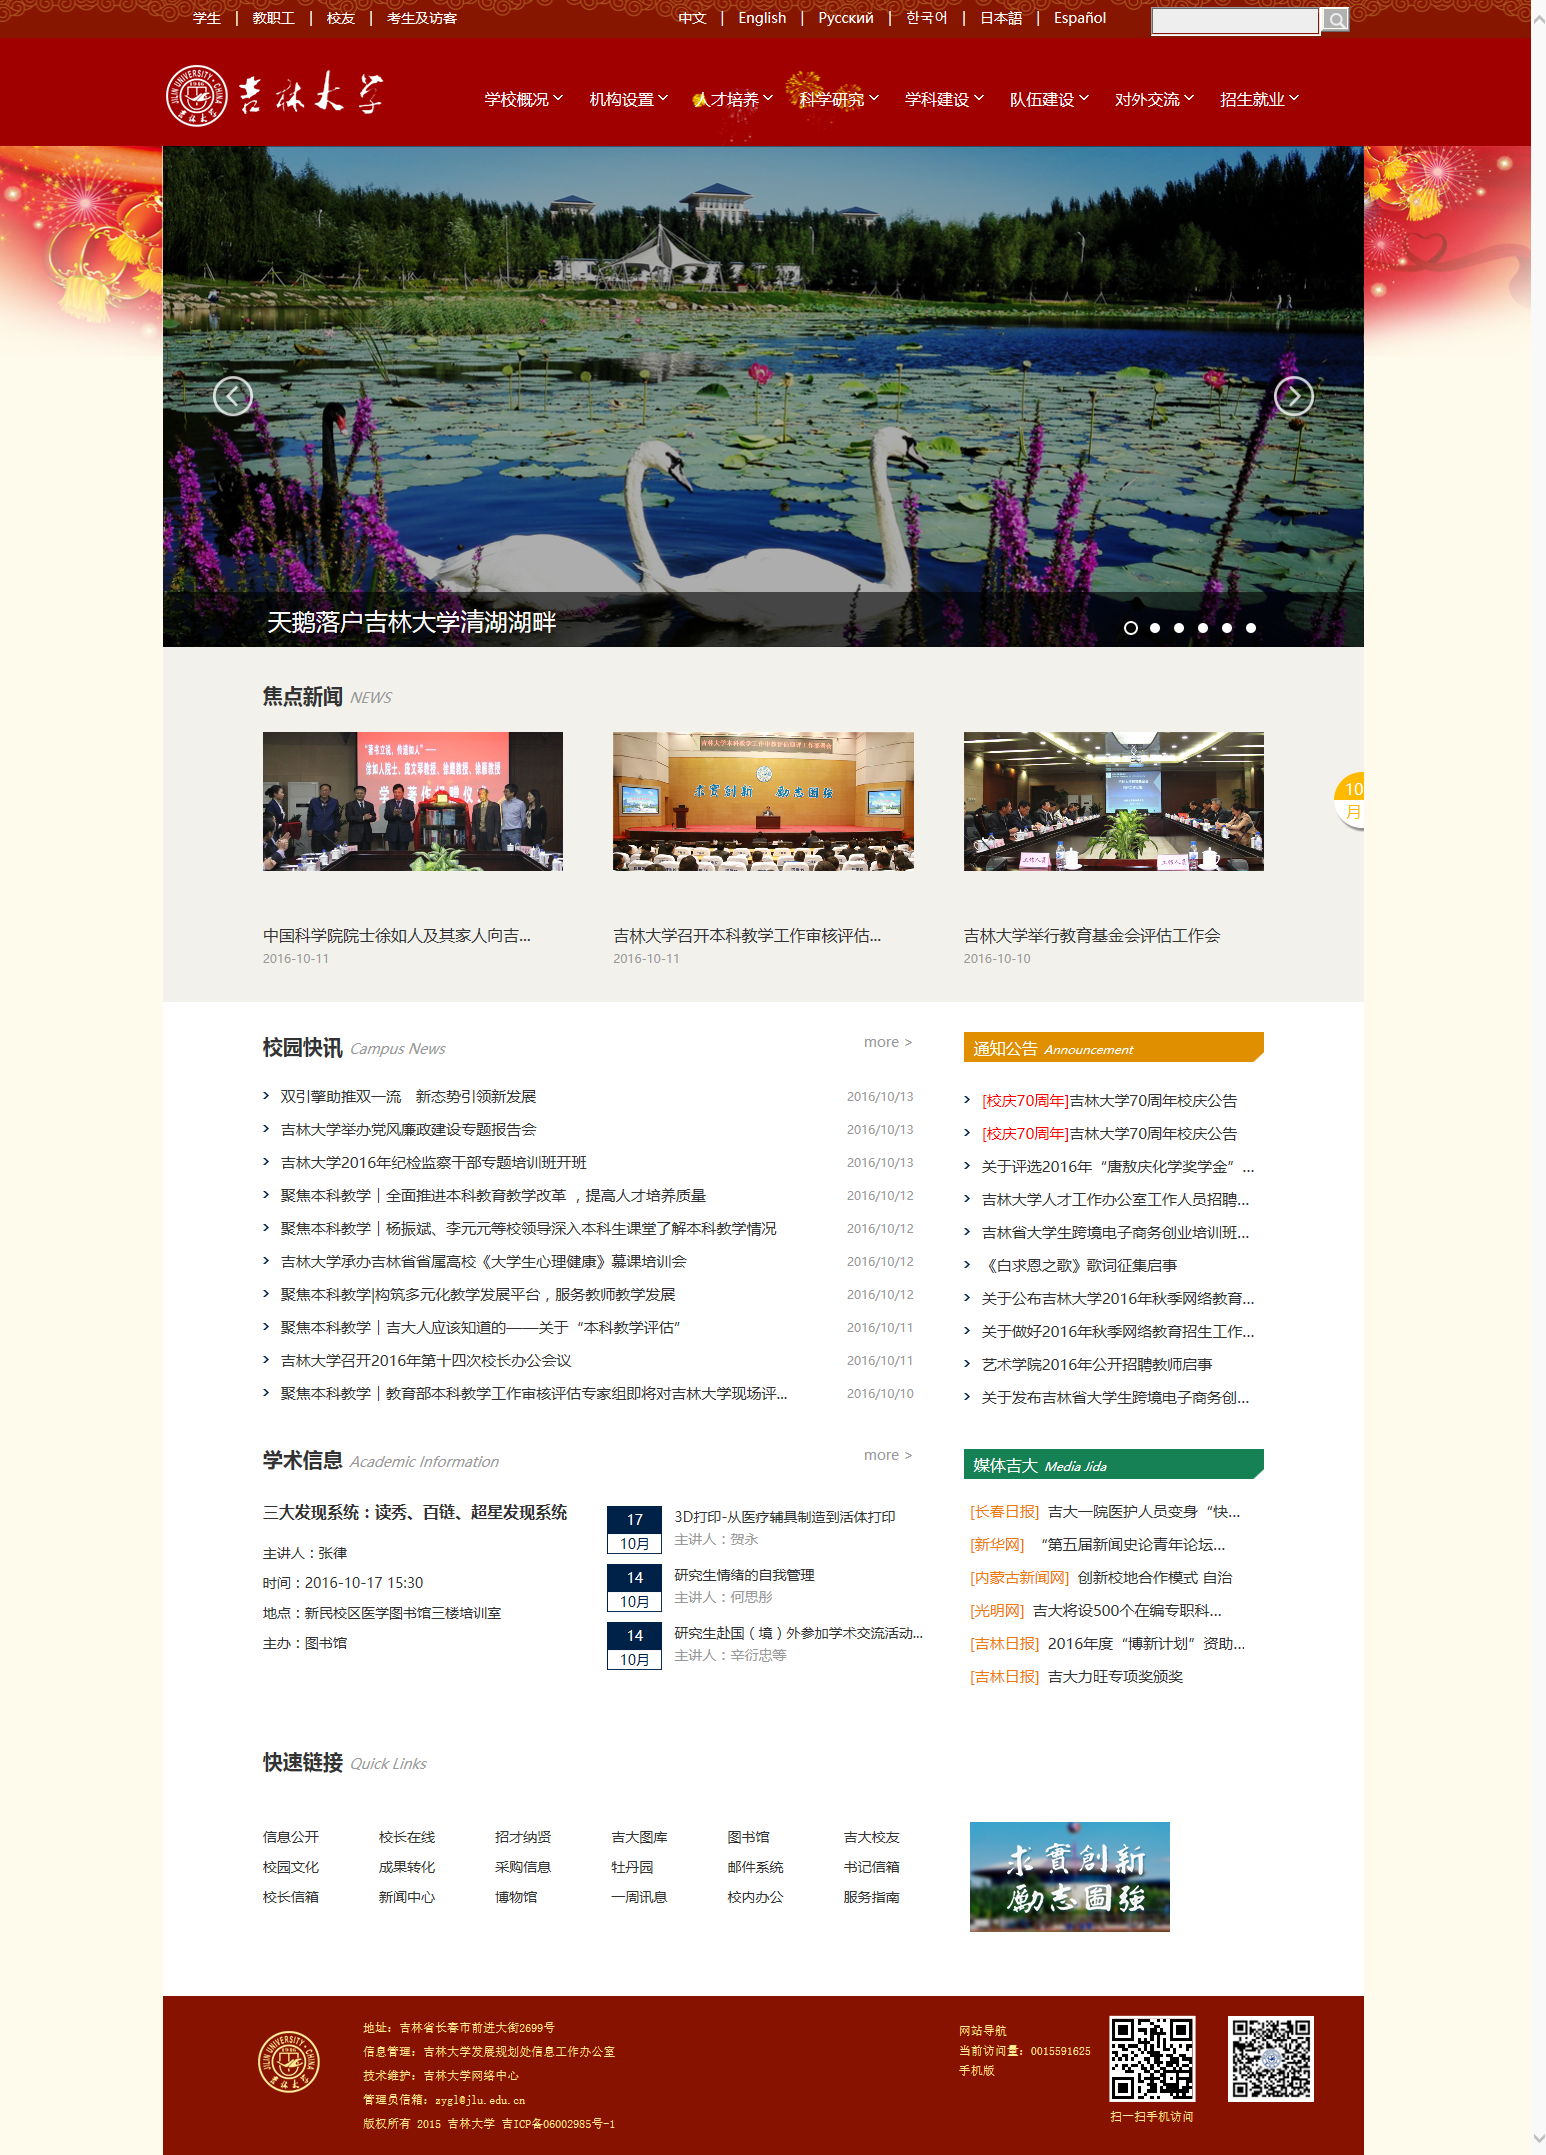 学生 | 教职工 | 校友 | 考生及访客
中文 | English | Русский | 한국어 | 日本語 | Español
JILIN UNIVERSITY CHINA
吉林大学
学校概况 机构设置 人才培养 科学研究 学科建设 队伍建设 对外交流 招生就业
天鹅落户吉林大学清湖湖畔
焦点新闻 NEWS
"著书立说，传道如人"——
徐如人院士、庞文琴教授、徐鹰教授、徐雁教授
求實創新 勵志圖強
工作人员
工作人员
10
月
中国科学院院士徐如人及其家人向吉...
2016-10-11
吉林大学召开本科教学工作审核评估...
2016-10-11
吉林大学举行教育基金会评估工作会
2016-10-10
校园快讯 Campus News
more >
双引擎助推双一流　新态势引领新发展 2016/10/13
吉林大学举办党风廉政建设专题报告会 2016/10/13
吉林大学2016年纪检监察干部专题培训班开班 2016/10/13
聚焦本科教学｜全面推进本科教育教学改革 ，提高人才培养质量 2016/10/12
聚焦本科教学｜杨振斌、李元元等校领导深入本科生课堂了解本科教学情况 2016/10/12
吉林大学承办吉林省省属高校《大学生心理健康》慕课培训会 2016/10/12
聚焦本科教学|构筑多元化教学发展平台，服务教师教学发展 2016/10/12
聚焦本科教学｜吉大人应该知道的——关于“本科教学评估” 2016/10/11
吉林大学召开2016年第十四次校长办公会议 2016/10/11
聚焦本科教学｜教育部本科教学工作审核评估专家组即将对吉林大学现场评... 2016/10/10
通知公告 Announcement
[校庆70周年]吉林大学70周年校庆公告
[校庆70周年]吉林大学70周年校庆公告
关于评选2016年“唐敖庆化学奖学金”...
吉林大学人才工作办公室工作人员招聘...
吉林省大学生跨境电子商务创业培训班...
《白求恩之歌》歌词征集启事
关于公布吉林大学2016年秋季网络教育...
关于做好2016年秋季网络教育招生工作...
艺术学院2016年公开招聘教师启事
关于发布吉林省大学生跨境电子商务创...
学术信息 Academic Information
more >
三大发现系统：读秀、百链、超星发现系统
主讲人：张律
时间：2016-10-17 15:30
地点：新民校区医学图书馆三楼培训室
主办：图书馆
17
10月
3D打印-从医疗辅具制造到活体打印
主讲人：贺永
14
10月
研究生情绪的自我管理
主讲人：何思彤
14
10月
研究生赴国（境）外参加学术交流活动...
主讲人：辛衍忠等
媒体吉大 Media Jida
[长春日报] 吉大一院医护人员变身“快...
[新华网] “第五届新闻史论青年论坛...
[内蒙古新闻网] 创新校地合作模式 自治
[光明网] 吉大将设500个在编专职科...
[吉林日报] 2016年度“博新计划”资助...
[吉林日报] 吉大力旺专项奖颁奖
快速链接 Quick Links
信息公开 校长在线 招才纳贤 吉大图库 图书馆 吉大校友
校园文化 成果转化 采购信息 牡丹园 邮件系统 书记信箱
校长信箱 新闻中心 博物馆 一周讯息 校内办公 服务指南
求實創新
勵志圖強
JILIN UNIVERSITY CHINA
吉林大学
地址：吉林省长春市前进大街2699号
信息管理：吉林大学发展规划处信息工作办公室
技术维护：吉林大学网络中心
管理员信箱：zygl@jlu.edu.cn
版权所有 2015 吉林大学 吉ICP备06002985号-1
网站导航
当前访问量：0015591625
手机版
扫一扫手机访问